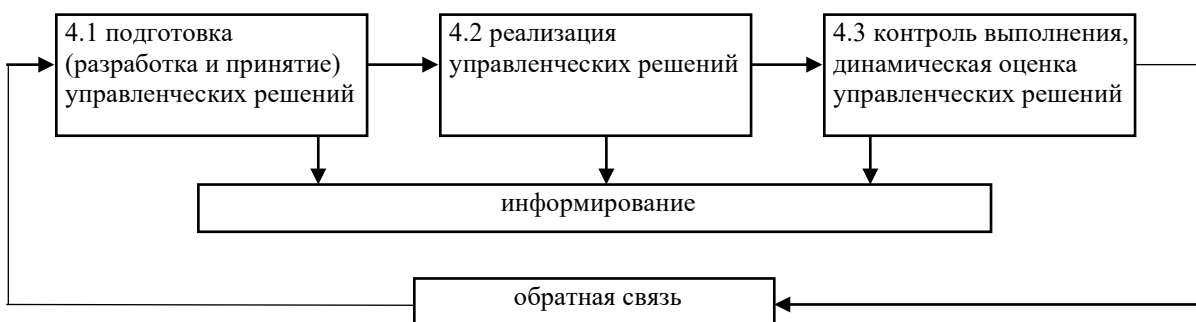 4.1 подготовка
(разработка и принятие)
управленческих решений
4.2 реализация
управленческих решений
4.3 контроль выполнения,
динамическая оценка
управленческих решений
информирование
обратная связь